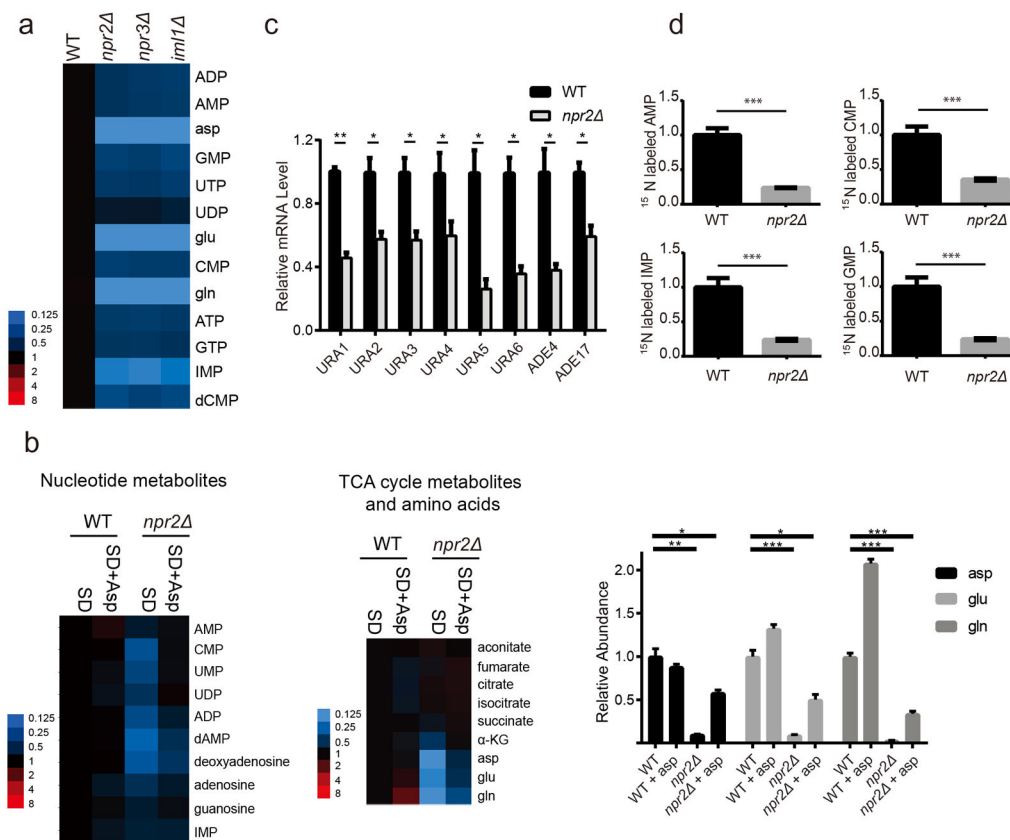 a
WT
npr2Δ
npr3Δ
iml1Δ
ADP
AMP
asp
GMP
UTP
UDP
glu
CMP
gln
ATP
GTP
IMP
dCMP
0.125
0.25
0.5
1
2
4
8
c
WT
npr2Δ
Relative mRNA Level
1.2
1.0
0.8
0.4
0.0
** * * * * * * *
URA1
URA2
URA3
URA4
URA5
URA6
ADE4
ADE17
d
15N labeled AMP
1.5
1.0
0.5
0.0
***
WT npr2Δ
15N labeled CMP
1.5
1.0
0.5
0.0
***
WT npr2Δ
15N labeled IMP
1.5
1.0
0.5
0.0
***
WT npr2Δ
15N labeled GMP
1.5
1.0
0.5
0.0
***
WT npr2Δ
b
Nucleotide metabolites
WT npr2Δ
SD
SD+Asp
SD
SD+Asp
AMP
CMP
UMP
UDP
ADP
dAMP
deoxyadenosine
adenosine
guanosine
IMP
0.125
0.25
0.5
1
2
4
8
TCA cycle metabolites
and amino acids
WT npr2Δ
SD
SD+Asp
SD
SD+Asp
aconitate
fumarate
citrate
isocitrate
succinate
α-KG
asp
glu
gln
0.125
0.25
0.5
1
2
4
8
Relative Abundance
2.0
1.5
1.0
0.5
* * ***
** *** ***
asp
glu
gln
WT
WT + asp
npr2Δ
npr2Δ + asp
WT
WT + asp
npr2Δ
npr2Δ + asp
WT
WT + asp
npr2Δ
npr2Δ + asp